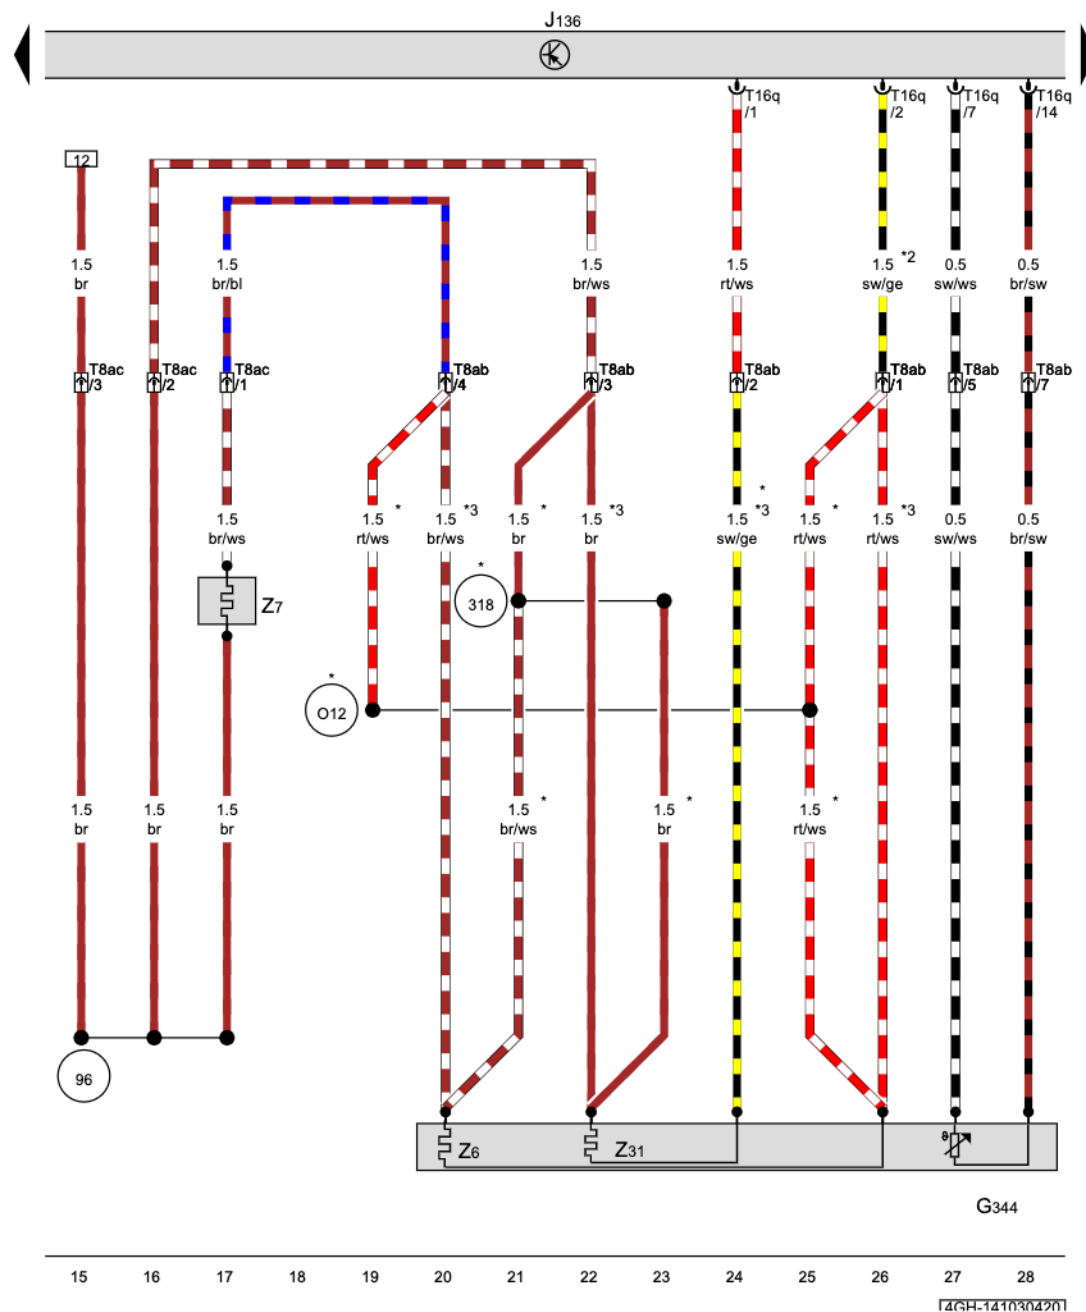 J136
T16q
/1
T16q
/2
T16q
/7
T16q
/14
12
1.5
br
1.5
br/bl
1.5
br/ws
1.5
rt/ws
1.5
sw/ge
*2
0.5
sw/ws
0.5
br/sw
T8ac
/3
T8ac
/2
T8ac
/1
T8ab
/4
T8ab
/3
T8ab
/2
T8ab
/1
T8ab
/5
T8ab
/7
1.5
br/ws
1.5 *
rt/ws
1.5 *3
br/ws
1.5 *
br
1.5 *3
br
*
1.5 *3
sw/ge
1.5 *
rt/ws
1.5 *3
rt/ws
0.5
sw/ws
0.5
br/sw
Z7
*
318
*
O12
1.5
br
1.5
br
1.5
br
1.5 *
br/ws
1.5 *
br
1.5 *
rt/ws
96
Z6
Z31
ϑ
G344
15 16 17 18 19 20 21 22 23 24 25 26 27 28
4GH-141030420